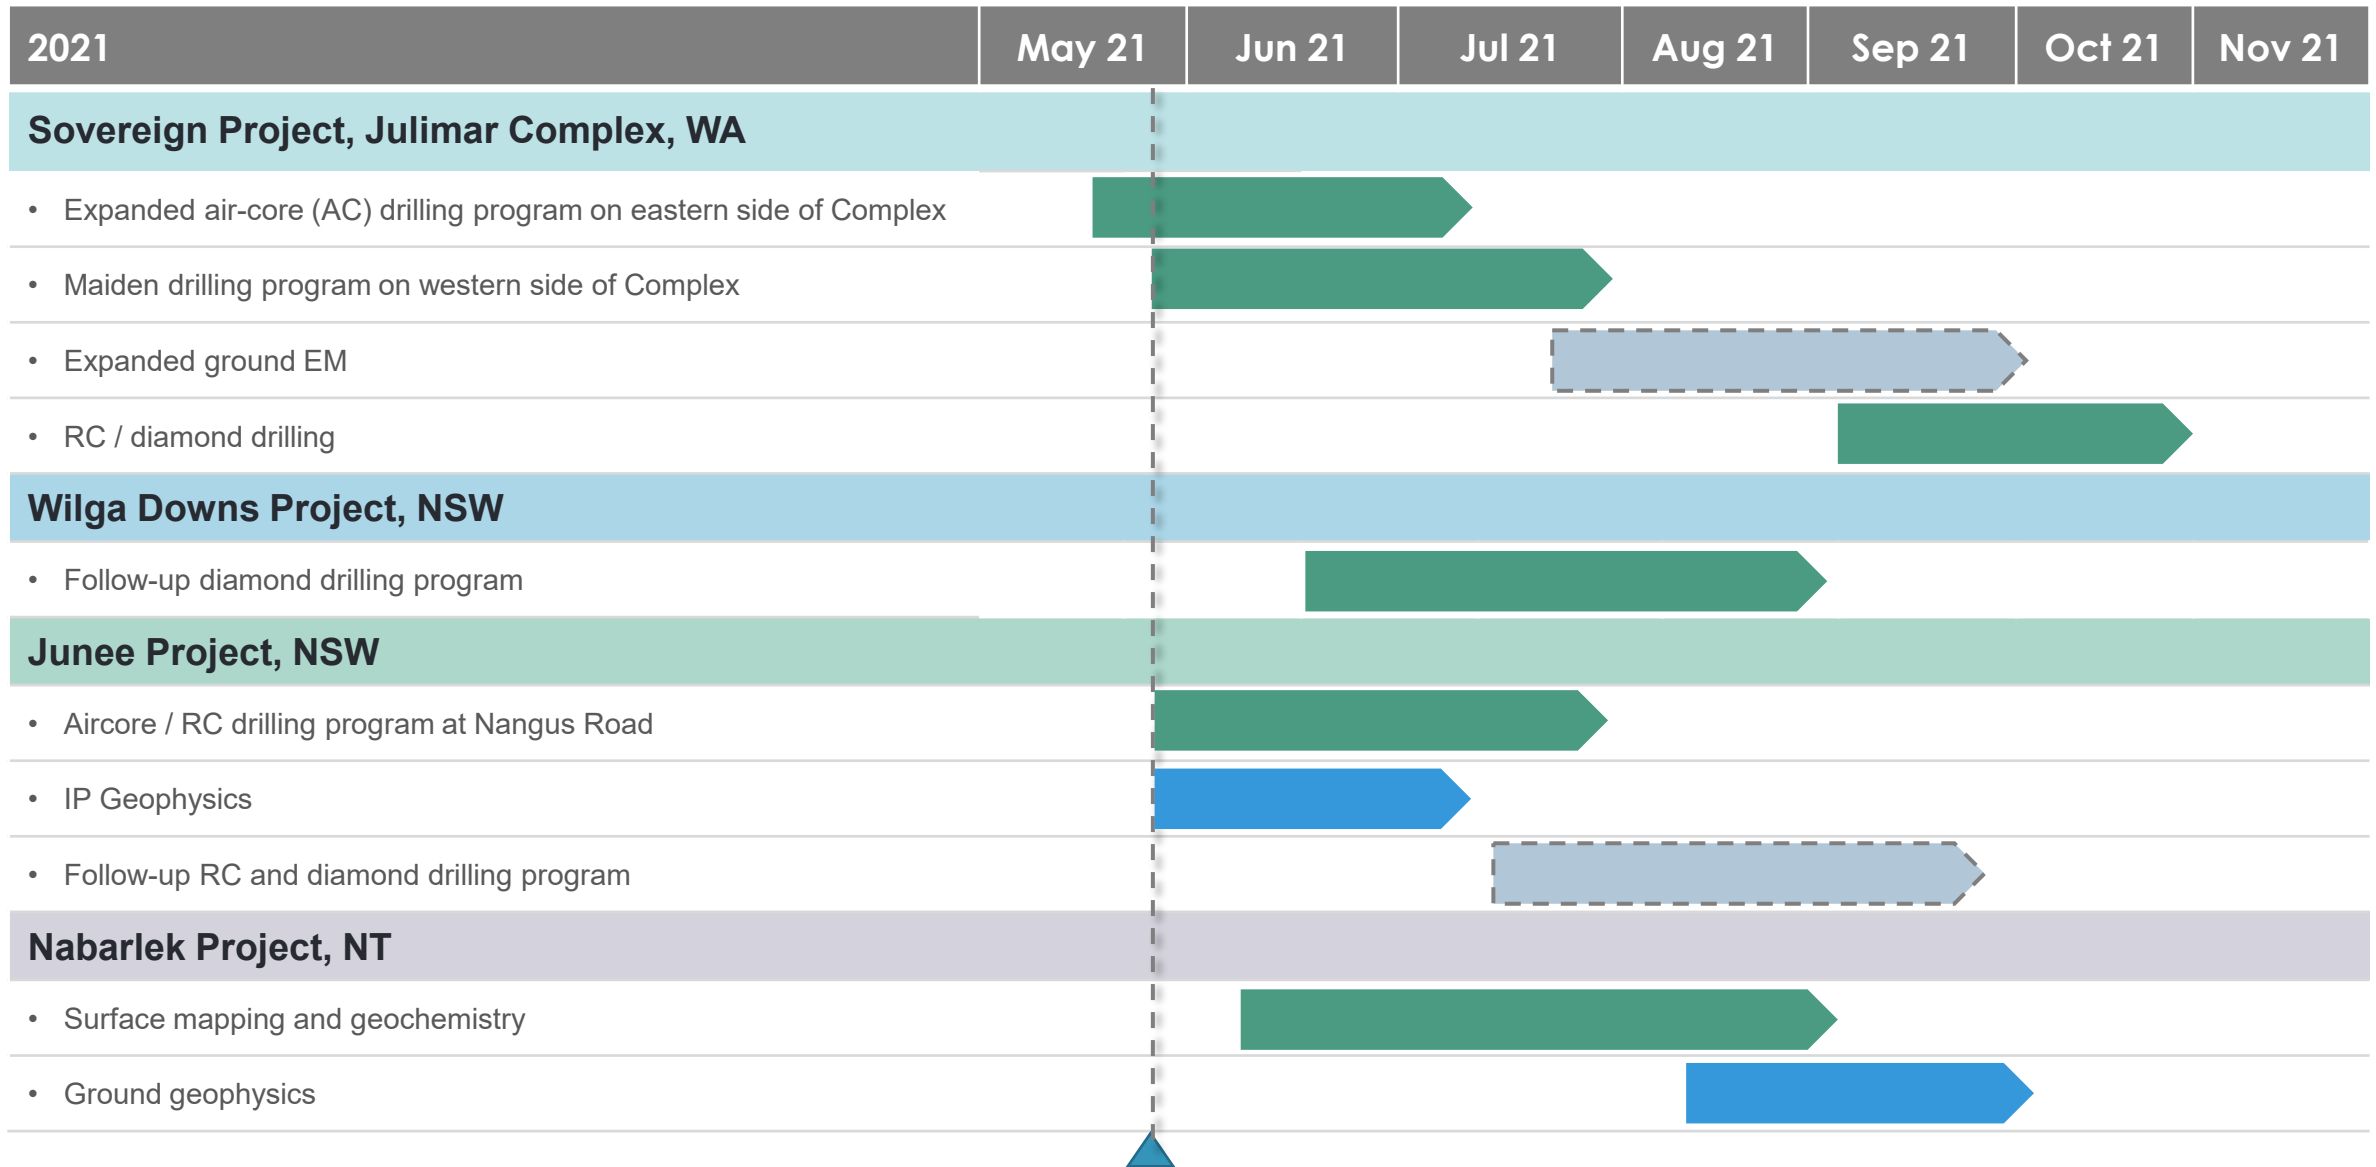 2021 May 21 Jun 21 Jul 21 Aug 21 Sep 21 Oct 21 Nov 21
Sovereign Project, Julimar Complex, WA
• Expanded air-core (AC) drilling program on eastern side of Complex
• Maiden drilling program on western side of Complex
• Expanded ground EM
• RC / diamond drilling
Wilga Downs Project, NSW
• Follow-up diamond drilling program
Junee Project, NSW
• Aircore / RC drilling program at Nangus Road
• IP Geophysics
• Follow-up RC and diamond drilling program
Nabarlek Project, NT
• Surface mapping and geochemistry
• Ground geophysics